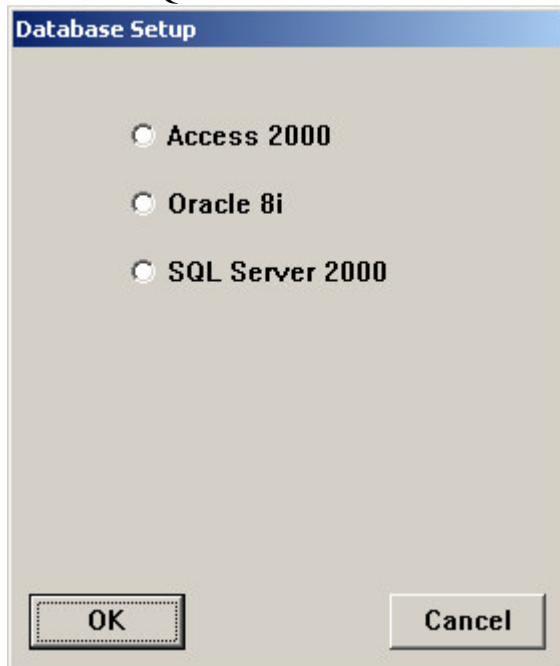 Database Setup
Access 2000
Oracle 8i
SQL Server 2000
OK
Cancel